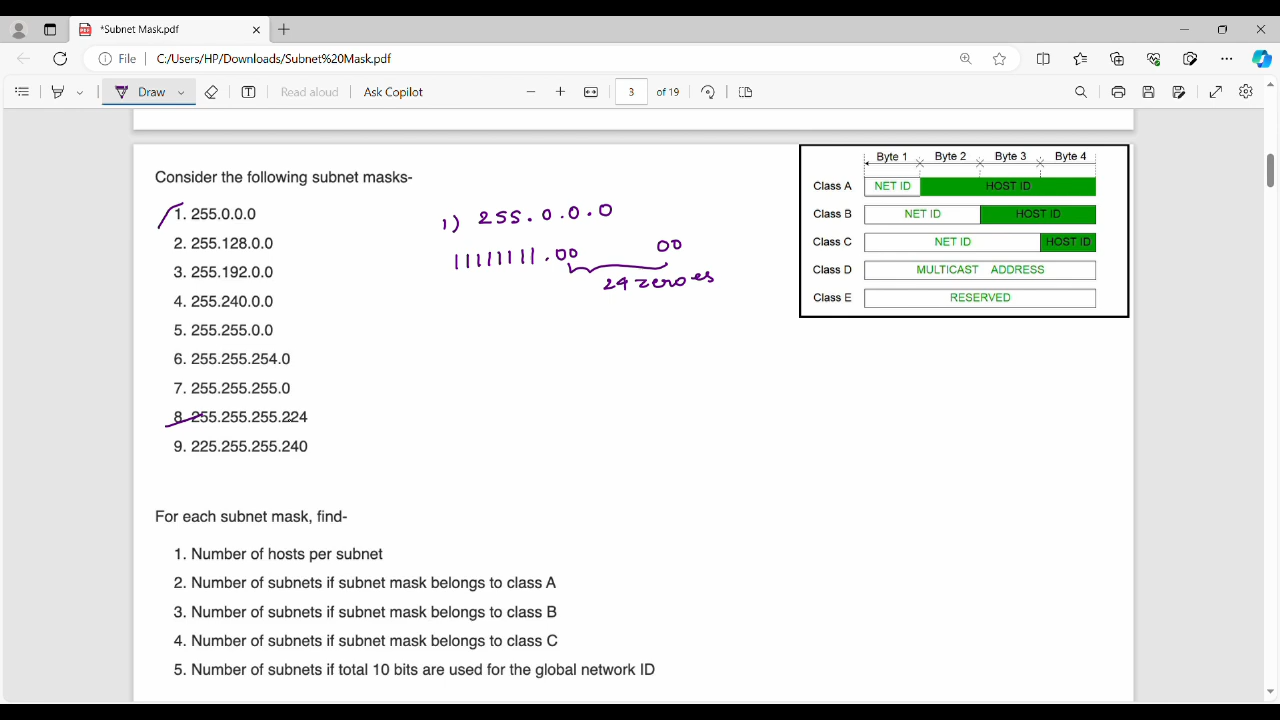 *Subnet Mask.pdf
File
C:/Users/HP/Downloads/Subnet%20Mask.pdf
Draw
Read aloud
Ask Copilot
3
of 19
Consider the following subnet masks-
1. 255.0.0.0
2. 255.128.0.0
3. 255.192.0.0
4. 255.240.0.0
5. 255.255.0.0
6. 255.255.254.0
7. 255.255.255.0
8. 255.255.255.224
9. 225.255.255.240
1) 255.0.0.0
11111111.00 00
24 zeroes
Byte 1 Byte 2 Byte 3 Byte 4
Class A NET ID HOST ID
Class B NET ID HOST ID
Class C NET ID HOST ID
Class D MULTICAST ADDRESS
Class E RESERVED
For each subnet mask, find-
1. Number of hosts per subnet
2. Number of subnets if subnet mask belongs to class A
3. Number of subnets if subnet mask belongs to class B
4. Number of subnets if subnet mask belongs to class C
5. Number of subnets if total 10 bits are used for the global network ID